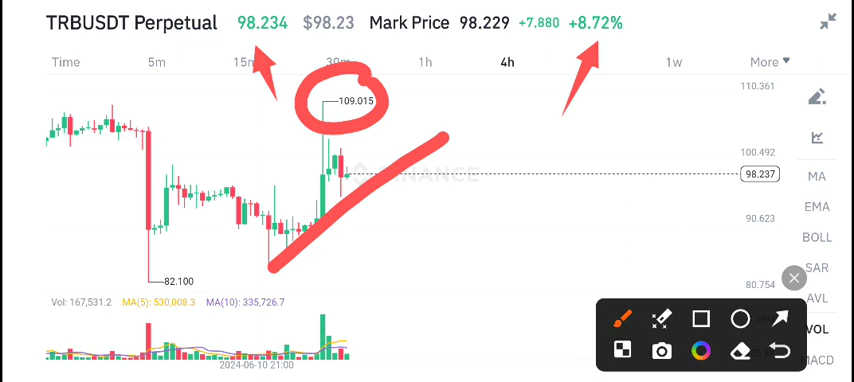 TRBUSDT Perpetual 98.234 $98.23 Mark Price 98.229 +7.880 +8.72%
Time 5m 15m 30m 1h 4h 1w More
110.361
109.015
100.492
MA
BINANCE
98.237
EMA
90.623
BOLL
SAR
82.100
80.754
AVL
Vol: 167,531.2 MA(5): 530,008.3 MA(10): 335,726.7
VOL
MACD
2024-06-10 21:00